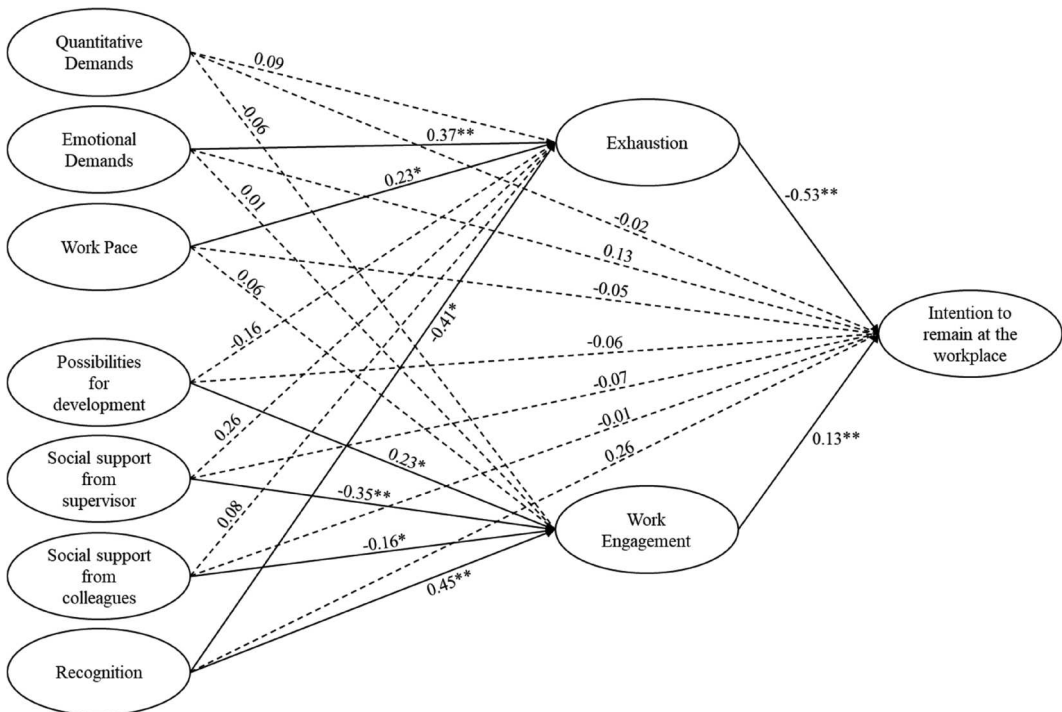 Quantitative
Demands
Emotional
Demands
Work Pace
Possibilities
for
development
Social support
from
supervisor
Social support
from
colleagues
Recognition
0.09
-0.06
0.37**
0.23*
0.01
0.06
-0.02
0.13
-0.05
-0.16
-0.41*
-0.06
-0.07
0.26
-0.01
0.26
0.23*
-0.35**
0.08
-0.16*
0.45**
Exhaustion
Work
Engagement
-0.53**
0.13**
Intention to
remain at the
workplace